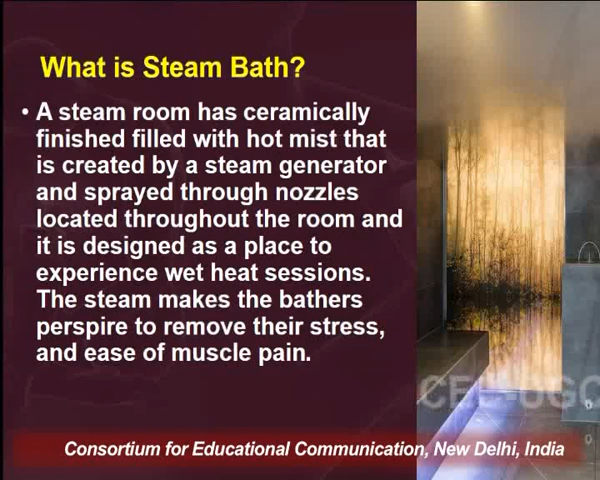 What is Steam Bath?
• A steam room has ceramically
finished filled with hot mist that
is created by a steam generator
and sprayed through nozzles
located throughout the room and
it is designed as a place to
experience wet heat sessions.
The steam makes the bathers
perspire to remove their stress,
and ease of muscle pain.
CEC-UGC
Consortium for Educational Communication, New Delhi, India